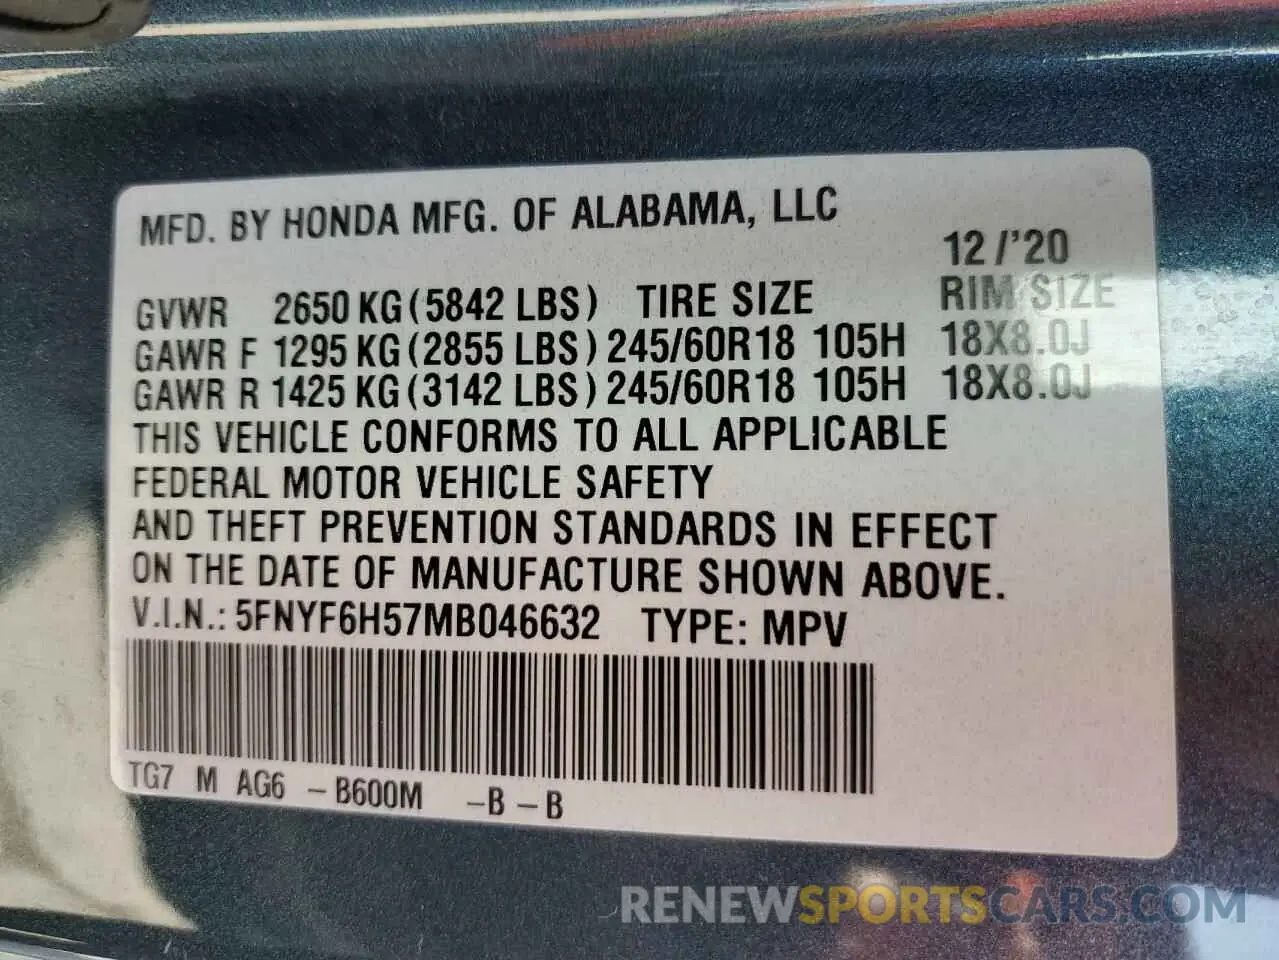 MFD. BY HONDA MFG. OF ALABAMA, LLC
12/'20
GVWR 2650 KG (5842 LBS) TIRE SIZE RIM SIZE
GAWR F 1295 KG (2855 LBS) 245/60R18 105H 18X8.0J
GAWR R 1425 KG (3142 LBS) 245/60R18 105H 18X8.0J
THIS VEHICLE CONFORMS TO ALL APPLICABLE
FEDERAL MOTOR VEHICLE SAFETY
AND THEFT PREVENTION STANDARDS IN EFFECT
ON THE DATE OF MANUFACTURE SHOWN ABOVE.
V.I.N.: 5FNYF6H57MB046632 TYPE: MPV
TG7 M AG6 – B600M –B – B
RENEWSPORTSCARS.COM